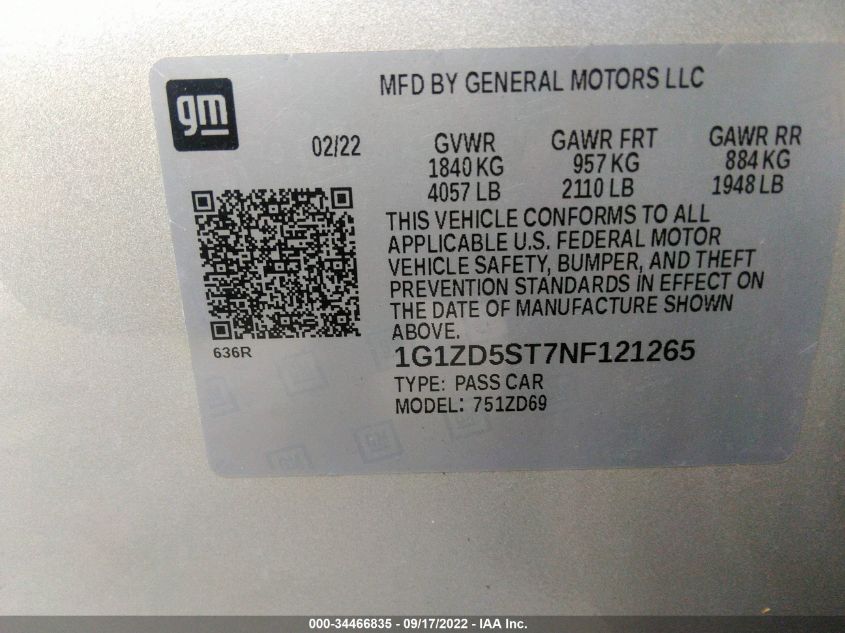 MFD BY GENERAL MOTORS LLC
gm
02/22 GVWR GAWR FRT GAWR RR
1840 KG 957 KG 884 KG
4057 LB 2110 LB 1948 LB
THIS VEHICLE CONFORMS TO ALL
APPLICABLE U.S. FEDERAL MOTOR
VEHICLE SAFETY, BUMPER, AND THEFT
PREVENTION STANDARDS IN EFFECT ON
THE DATE OF MANUFACTURE SHOWN
ABOVE.
636R
1G1ZD5ST7NF121265
TYPE: PASS CAR
MODEL: 751ZD69
000-34466835 - 09/17/2022 - IAA Inc.